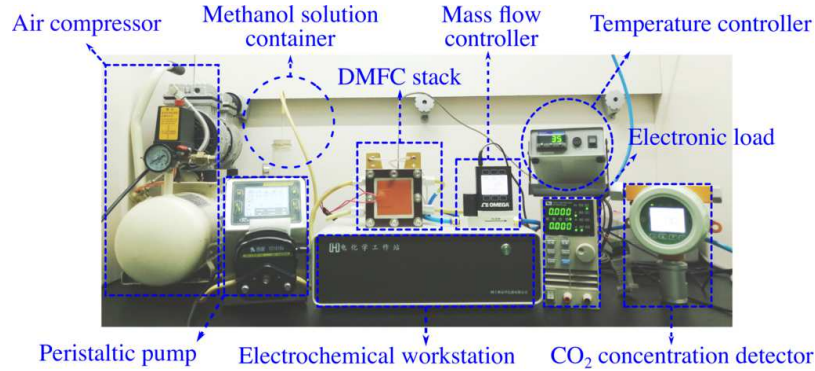 Air compressor
Methanol solution
container
Mass flow
controller
Temperature controller
DMFC stack
Electronic load
35
OMEGA
0.000
0.000
电化学工作站
Peristaltic pump
Electrochemical workstation
CO₂ concentration detector